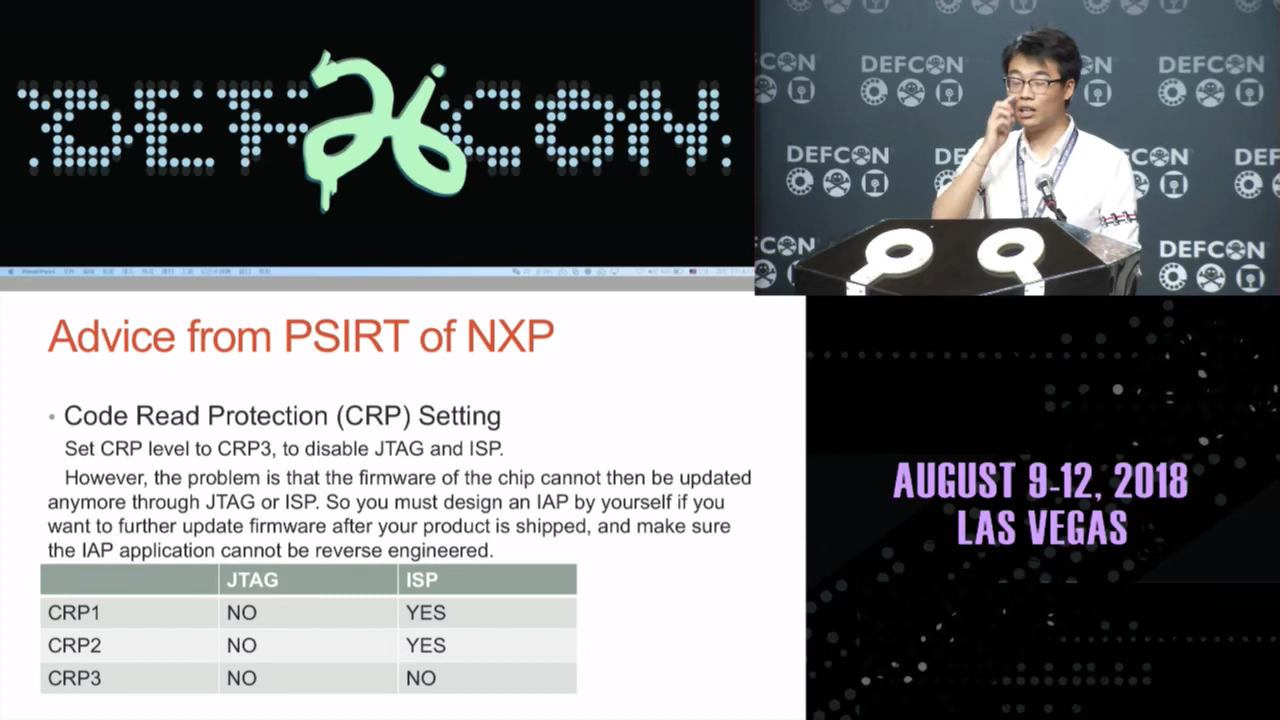 DEF CON
26
PowerPoint
DEFCON
DEFCON
DEFCON
DEFCON
Advice from PSIRT of NXP
• Code Read Protection (CRP) Setting
Set CRP level to CRP3, to disable JTAG and ISP.
However, the problem is that the firmware of the chip cannot then be updated
anymore through JTAG or ISP. So you must design an IAP by yourself if you
want to further update firmware after your product is shipped, and make sure
the IAP application cannot be reverse engineered.
JTAG ISP
CRP1 NO YES
CRP2 NO YES
CRP3 NO NO
AUGUST 9-12, 2018
LAS VEGAS